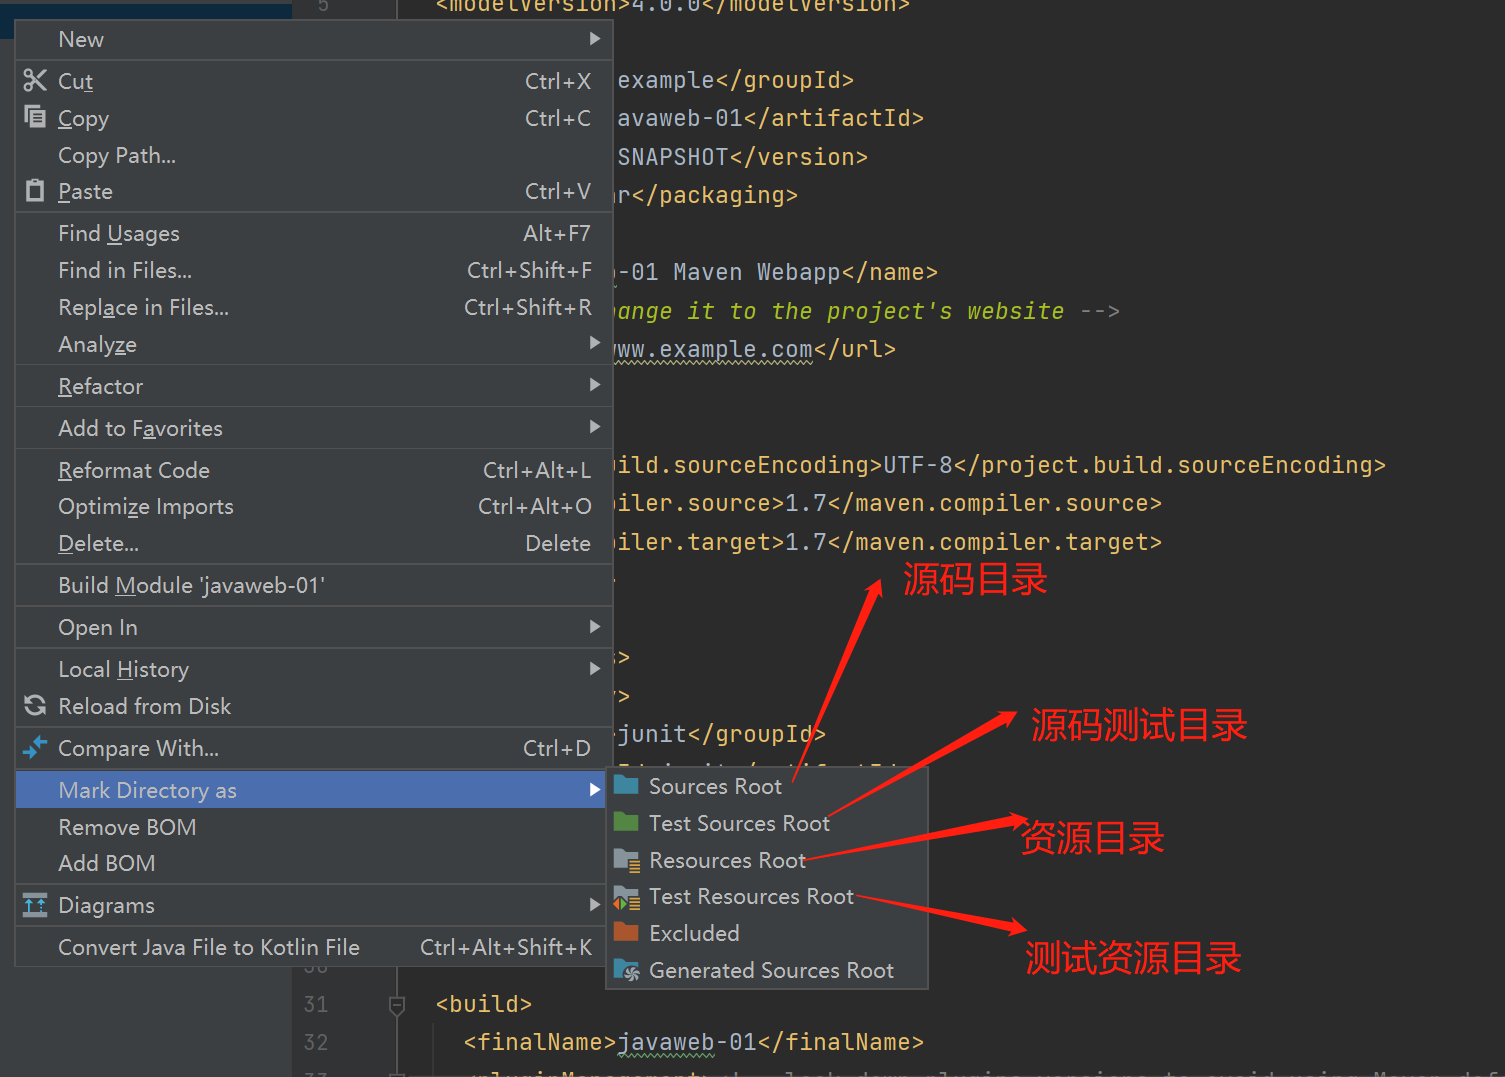 5 <modelVersion>4.0.0</modelVersion>
New
Cut Ctrl+X
example</groupId>
Copy Ctrl+C
avaweb-01</artifactId>
Copy Path...
SNAPSHOT</version>
Paste Ctrl+V
r</packaging>
Find Usages Alt+F7
Find in Files... Ctrl+Shift+F
-01 Maven Webapp</name>
Replace in Files... Ctrl+Shift+R
ange it to the project's website -->
Analyze
ww.example.com</url>
Refactor
Add to Favorites
Reformat Code Ctrl+Alt+L
ild.sourceEncoding>UTF-8</project.build.sourceEncoding>
Optimize Imports Ctrl+Alt+O
iler.source>1.7</maven.compiler.source>
Delete... Delete
iler.target>1.7</maven.compiler.target>
Build Module 'javaweb-01'
源码目录
Open In
Local History
>
Reload from Disk
>
源码测试目录
junit</groupId>
Compare With... Ctrl+D
Mark Directory as
Sources Root
Remove BOM
Test Sources Root
资源目录
Add BOM
Resources Root
Diagrams
Test Resources Root
Excluded
Convert Java File to Kotlin File Ctrl+Alt+Shift+K
测试资源目录
Generated Sources Root
31 <build>
32 <finalName>javaweb-01</finalName>